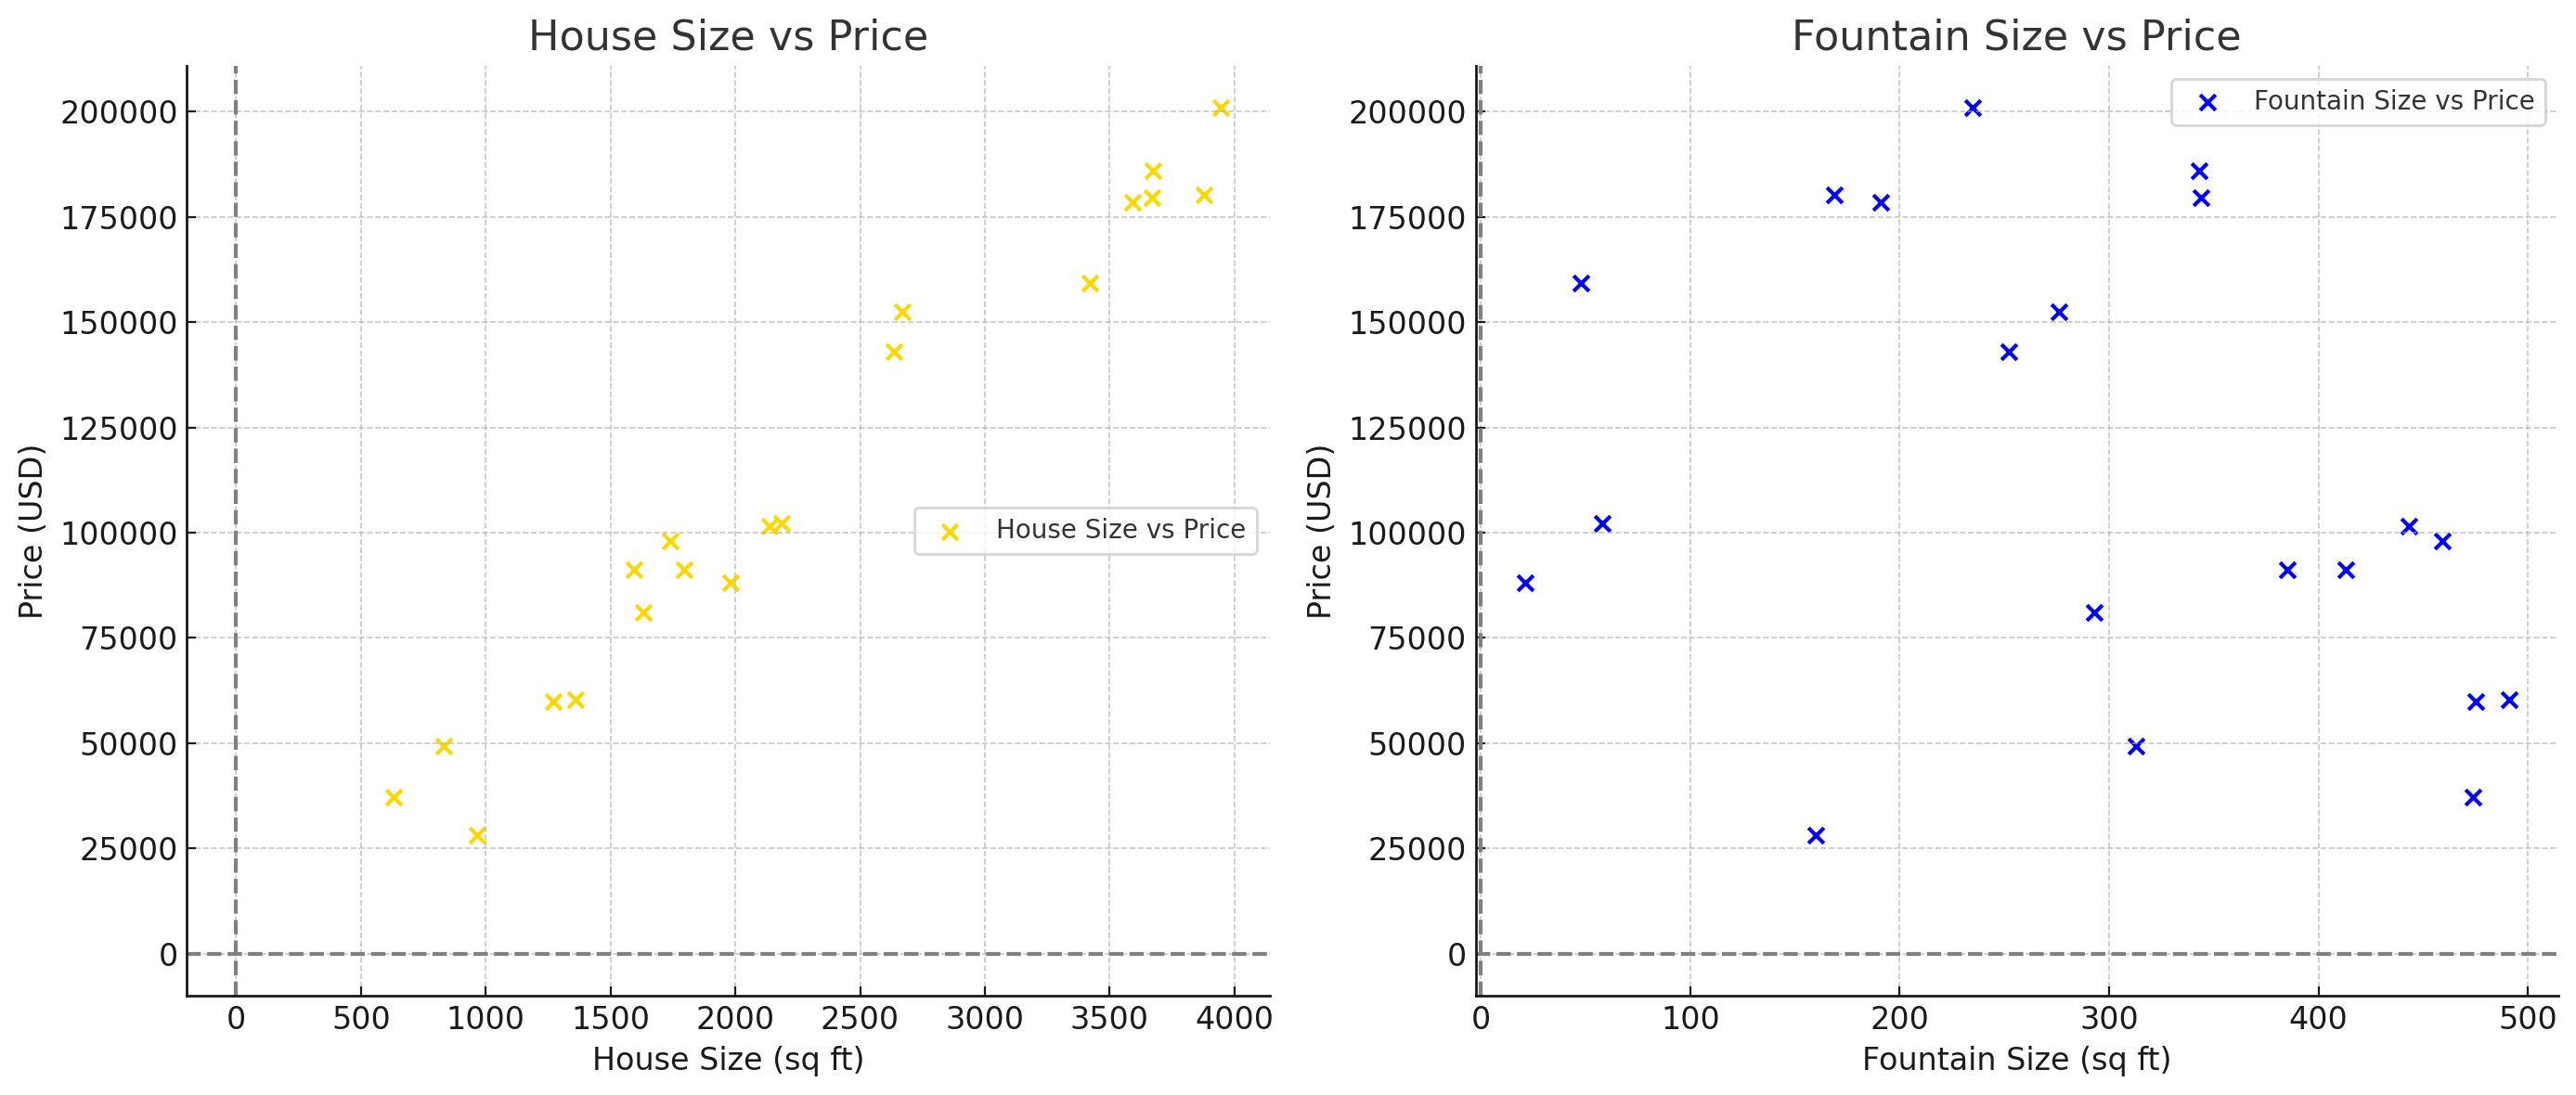 House Size vs Price
200000
175000
150000
125000
100000
75000
50000
25000
0
Price (USD)
House Size vs Price
0 500 1000 1500 2000 2500 3000 3500 4000
House Size (sq ft)
Fountain Size vs Price
200000
175000
150000
125000
100000
75000
50000
25000
0
Price (USD)
Fountain Size vs Price
0 100 200 300 400 500
Fountain Size (sq ft)